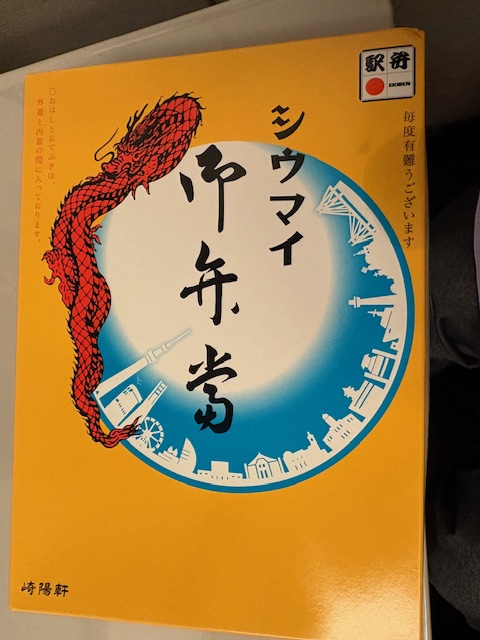 駅弁
EKIBEN
毎度有難うございます
シウマイ
御弁当
○おはしとおてふきは、
外蓋と内蓋の間に入っております。
崎陽軒